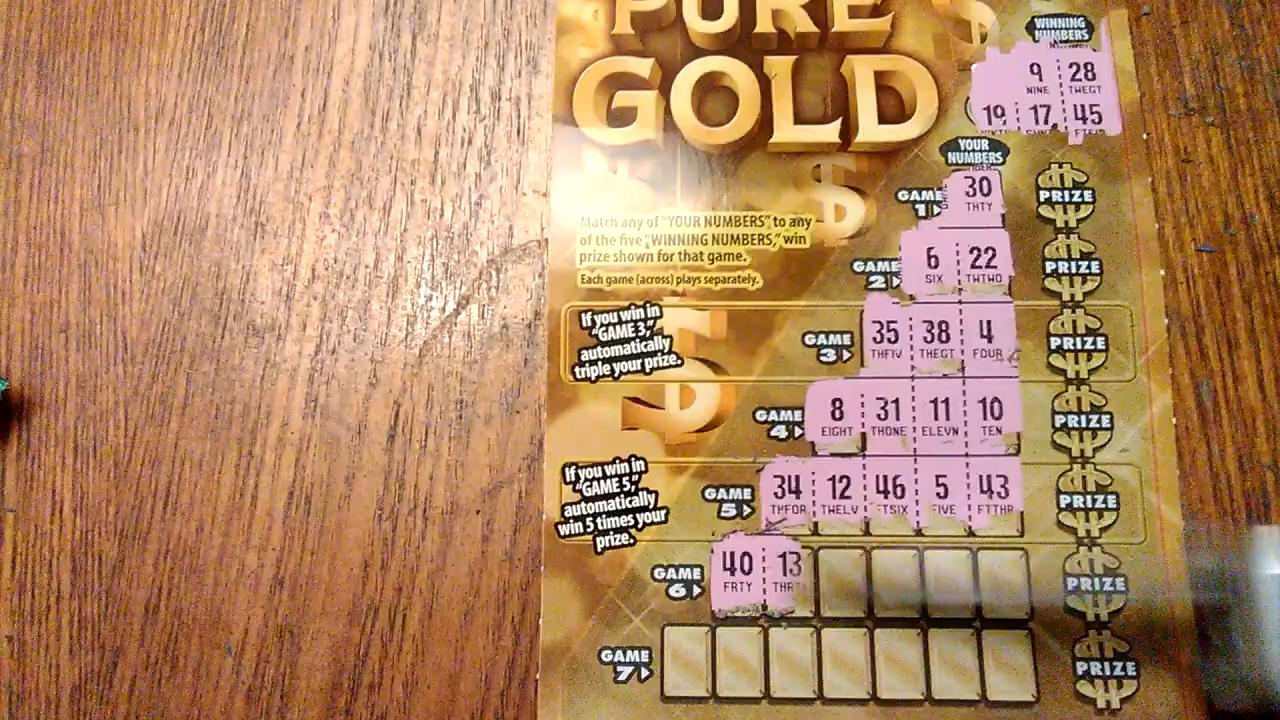 PURE
GOLD
WINNING
NUMBERS
9 28
NINE TWEGT
19 17 45
YOUR
NUMBERS
GAME
1
30
THTY
PRIZE
Match any of "YOUR NUMBERS" to any
of the five "WINNING NUMBERS," win
prize shown for that game.
Each game (across) plays separately.
GAME
2
6 22
SIX TWTWO
PRIZE
If you win in
"GAME 3,"
automatically
triple your prize.
GAME
3
35 38 4
THFIV THEGT FOUR
PRIZE
GAME
4
8 31 11 10
EIGHT THONE ELEVN TEN
PRIZE
If you win in
"GAME 5,"
automatically
win 5 times your
prize.
GAME
5
34 12 46 5 43
THFOR TWELV FTSIX FIVE FTTHR
PRIZE
GAME
6
40 13
FRTY
PRIZE
GAME
7
PRIZE